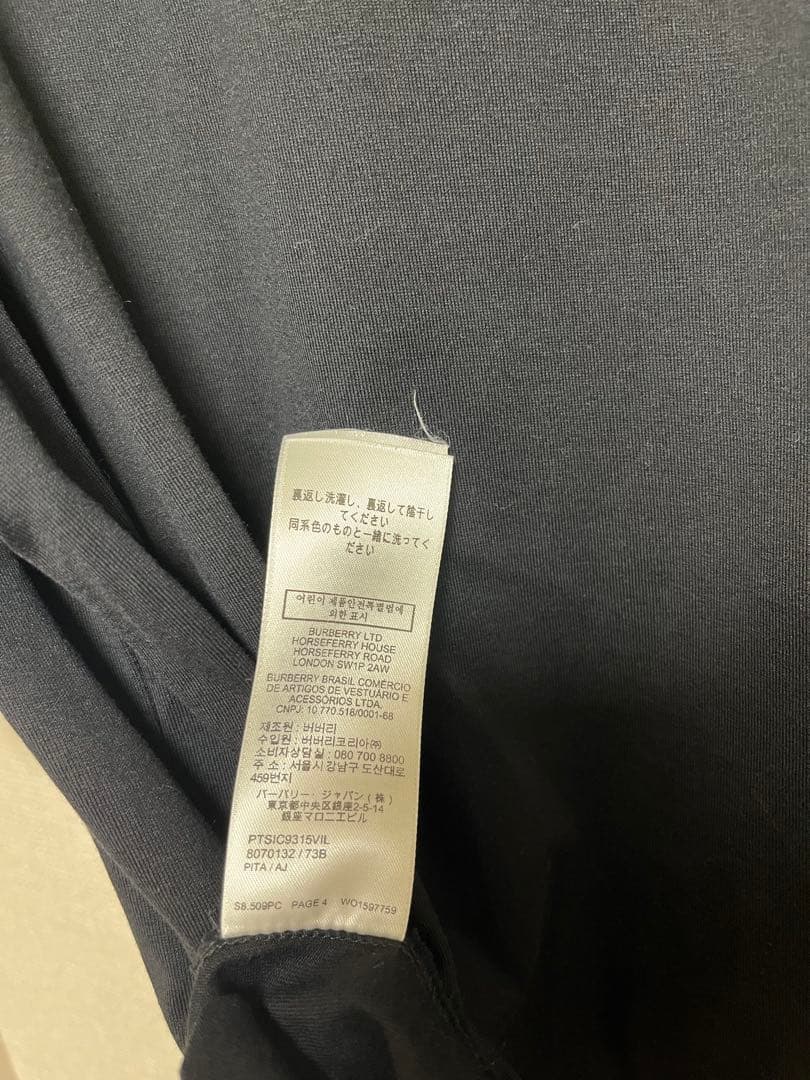 裏返し洗濯し、裏返して陰干し
てください
同系色のものと一緒に洗ってく
ださい
어린이 제품안전특별법에
의한 표시
BURBERRY LTD
HORSEFERRY HOUSE
HORSEFERRY ROAD
LONDON SW1P 2AW
BURBERRY BRASIL COMÉRCIO
DE ARTIGOS DE VESTUÁRIO E
ACESSÓRIOS LTDA.
CNPJ: 10.770.518/0001-68
제조원 : 버버리
수입원 : 버버리코리아㈜
소비자상담실 : 080 700 8800
주 소 : 서울시 강남구 도산대로
459번지
バーバリー・ジャパン(株)
東京都中央区銀座2-5-14
銀座マロニエビル
PTSIC9315VIL
8070132 / 73B
PITA / AJ
S8.509PC PAGE 4 WO1597759